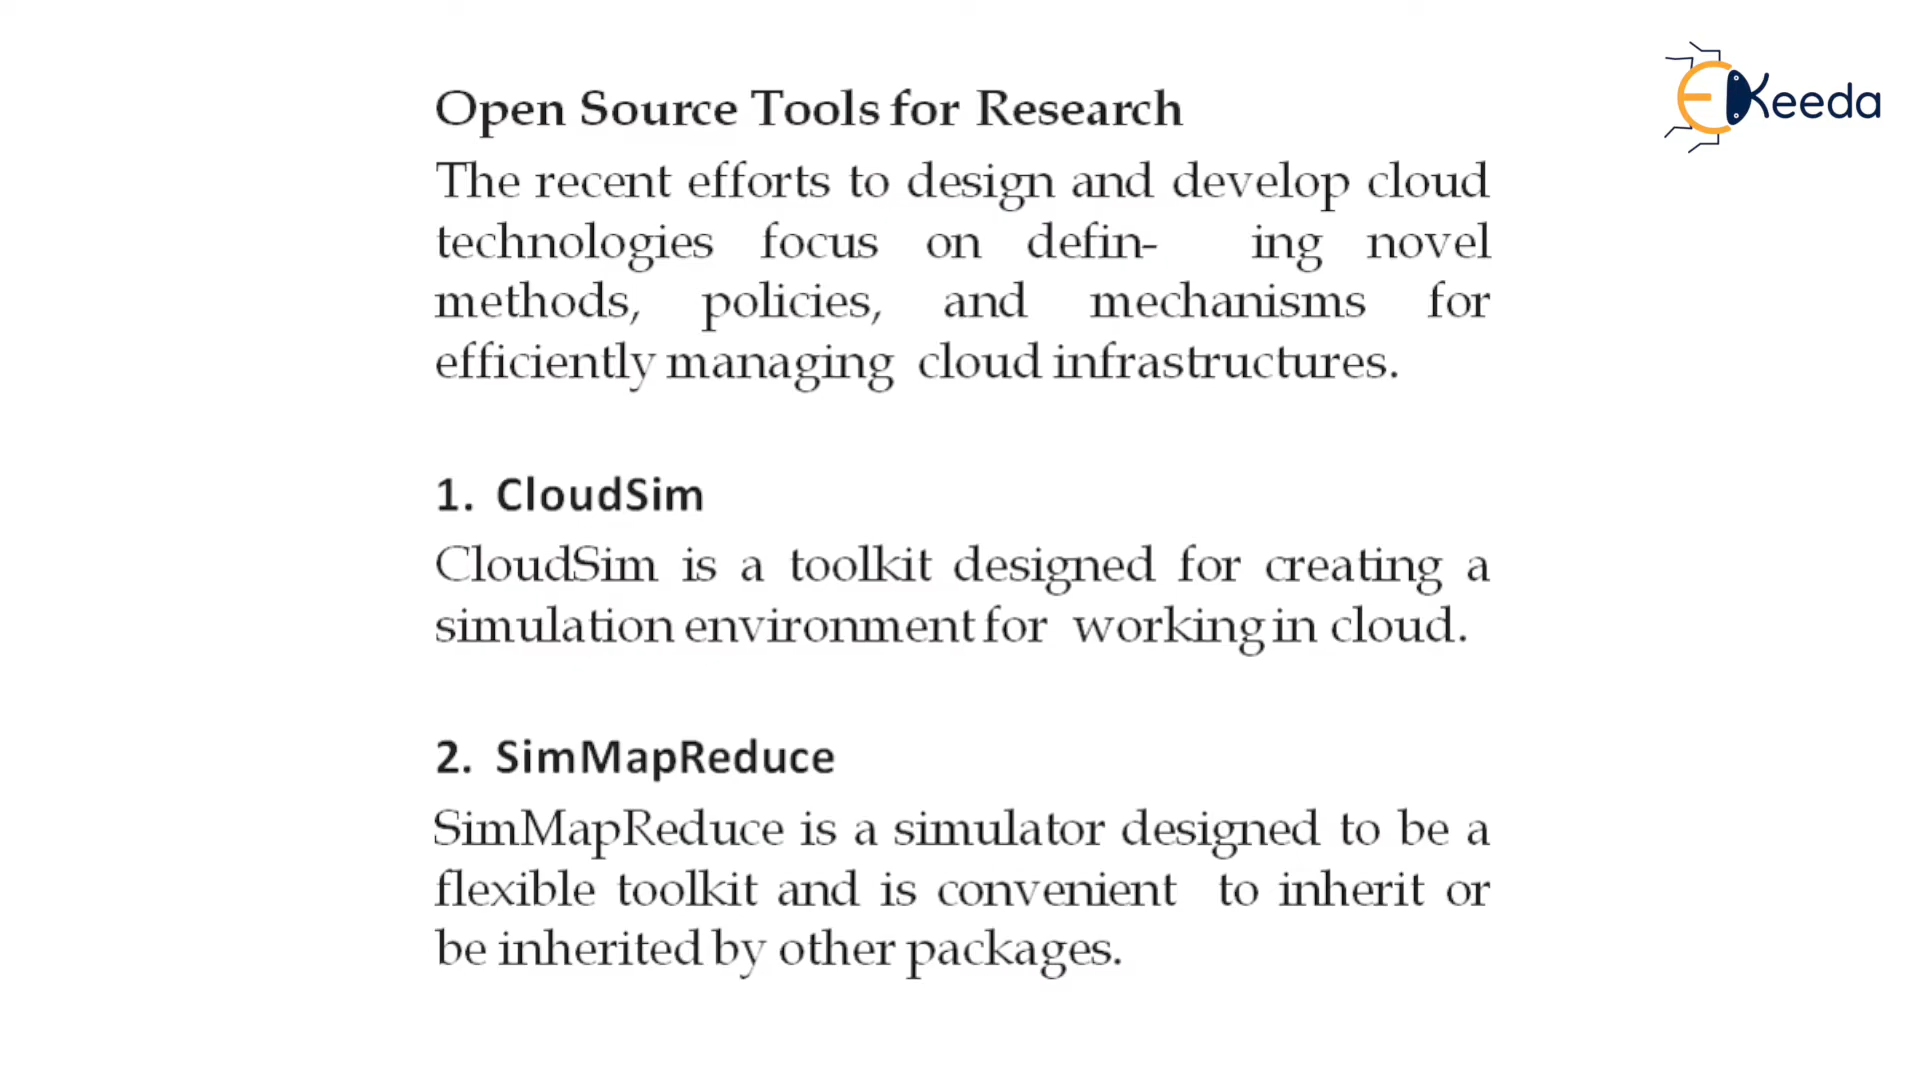 EKeeda
Open Source Tools for Research
The recent efforts to design and develop cloud
technologies focus on defin- ing novel
methods, policies, and mechanisms for
efficiently managing cloud infrastructures.
1. CloudSim
CloudSim is a toolkit designed for creating a
simulation environment for working in cloud.
2. SimMapReduce
SimMapReduce is a simulator designed to be a
flexible toolkit and is convenient to inherit or
be inherited by other packages.